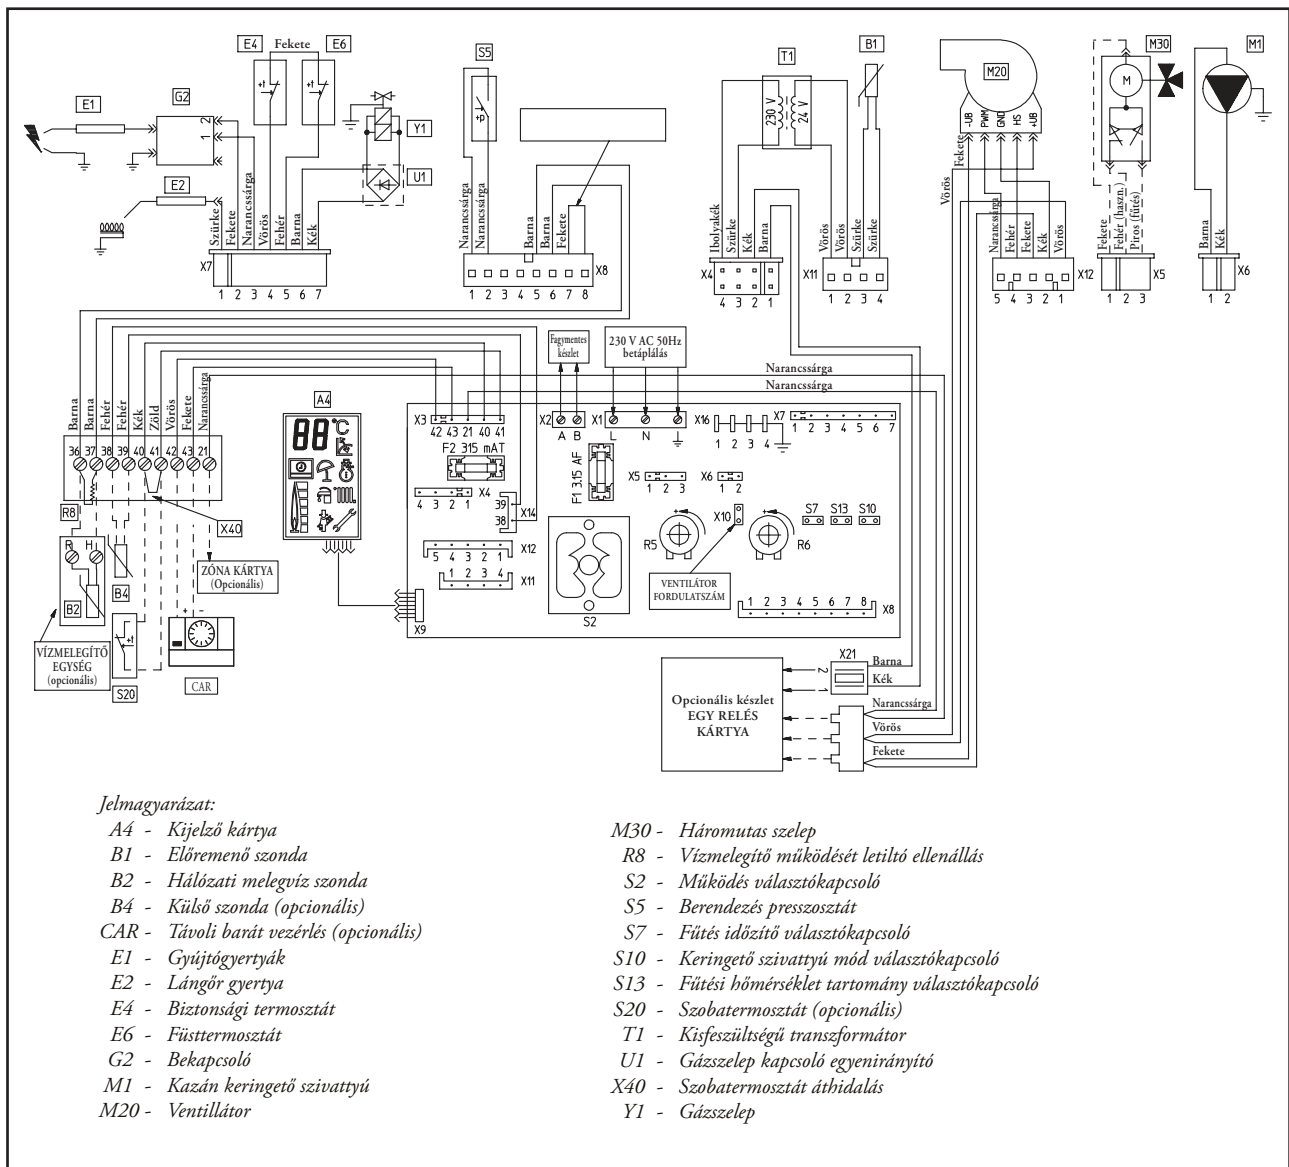 E4 Fekete E6
S5
T1
B1
M20
M30
M1
E1
G2
2
1
Y1
U1
E2
+t
+t
+p
230 V
24 V
M
-UB PWM GND HS +UB
Fekete
Vörös
Szürke
Fekete
Narancssárga
Vörös
Fehér
Barna
Kék
X7
1 2 3 4 5 6 7
Narancssárga
Narancssárga
Barna
Barna
Fekete
X8
1 2 3 4 5 6 7 8
Ibolyakék
Szürke
Kék
Barna
X4
4 3 2 1
Vörös
Vörös
Szürke
Szürke
X11
1 2 3 4
Narancssárga
Fehér
Fekete
Kék
Vörös
X12
5 4 3 2 1
Fekete
Fehér (haszn.)
Piros (fűtés)
X5
1 2 3
Barna
Kék
X6
1 2
Barna
Barna
Fehér
Fehér
Kék
Zöld
Vörös
Fekete
Narancssárga
36 37 38 39 40 41 42 43 21
Fagymentes
készlet
230 V AC 50Hz
betáplálás
Narancssárga
Narancssárga
A4
88 °C
X3
42 43 21 40 41
F2 315 mAT
X2
A B
X1
L N
X16
1 2 3 4
X7
1 2 3 4 5 6 7
F1 3.15 AF
X5
1 2 3
X6
1 2
X4
4 3 2 1
39
X14
38
X10
S7 S13 S10
R5
R6
X12
5 4 3 2 1
X11
1 2 3 4
S2
VENTILÁTOR
FORDULATSZÁM
X8
1 2 3 4 5 6 7 8
X9
R8
X40
R H
B2
B4
ZÓNA KÁRTYA
(Opcionális)
VÍZMELEGÍTŐ
EGYSÉG
(opcionális)
+t
S20
+ -
CAR
X21
Barna
2
Kék
1
Opcionális készlet
EGY RELÉS
KÁRTYA
Narancssárga
Vörös
Fekete
Jelmagyarázat:
A4 - Kijelző kártya
B1 - Előremenő szonda
B2 - Hálózati melegvíz szonda
B4 - Külső szonda (opcionális)
CAR - Távoli barát vezérlés (opcionális)
E1 - Gyújtógyertyák
E2 - Lángőr gyertya
E4 - Biztonsági termosztát
E6 - Füsttermosztát
G2 - Bekapcsoló
M1 - Kazán keringető szivattyú
M20 - Ventillátor
M30 - Háromutas szelep
R8 - Vízmelegítő működését letiltó ellenállás
S2 - Működés választókapcsoló
S5 - Berendezés presszosztát
S7 - Fűtés időzítő választókapcsoló
S10 - Keringető szivattyú mód választókapcsoló
S13 - Fűtési hőmérséklet tartomány választókapcsoló
S20 - Szobatermosztát (opcionális)
T1 - Kisfeszültségű transzformátor
U1 - Gázszelep kapcsoló egyenirányító
X40 - Szobatermosztát áthidalás
Y1 - Gázszelep